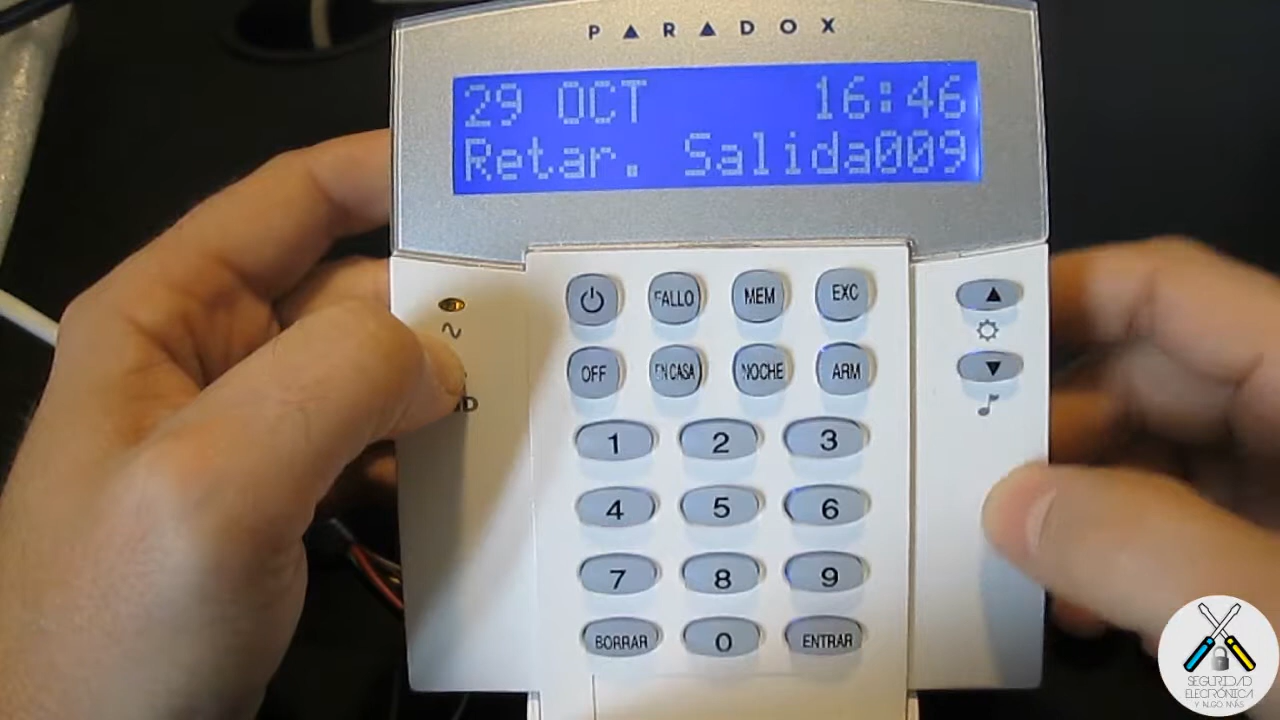 PARADOX
29 OCT 16:46
Retar. Salida009
FALLO MEM EXC
OFF EN CASA NOCHE ARM
1 2 3
4 5 6
7 8 9
BORRAR 0 ENTRAR
SEGURIDAD
ELECTRÓNICA
Y ALGO MÁS